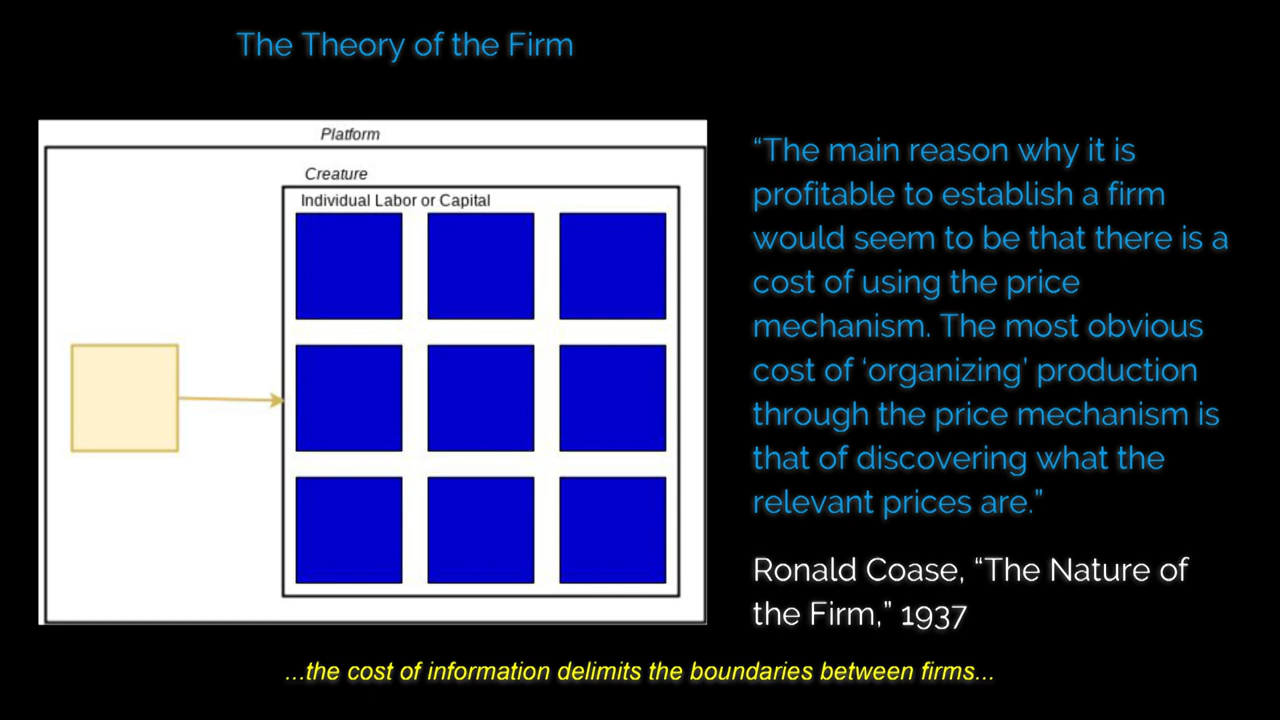 The Theory of the Firm
Platform
Creature
Individual Labor or Capital
“The main reason why it is
profitable to establish a firm
would seem to be that there is a
cost of using the price
mechanism. The most obvious
cost of ‘organizing’ production
through the price mechanism is
that of discovering what the
relevant prices are.”
Ronald Coase, “The Nature of
the Firm,” 1937
...the cost of information delimits the boundaries between firms...